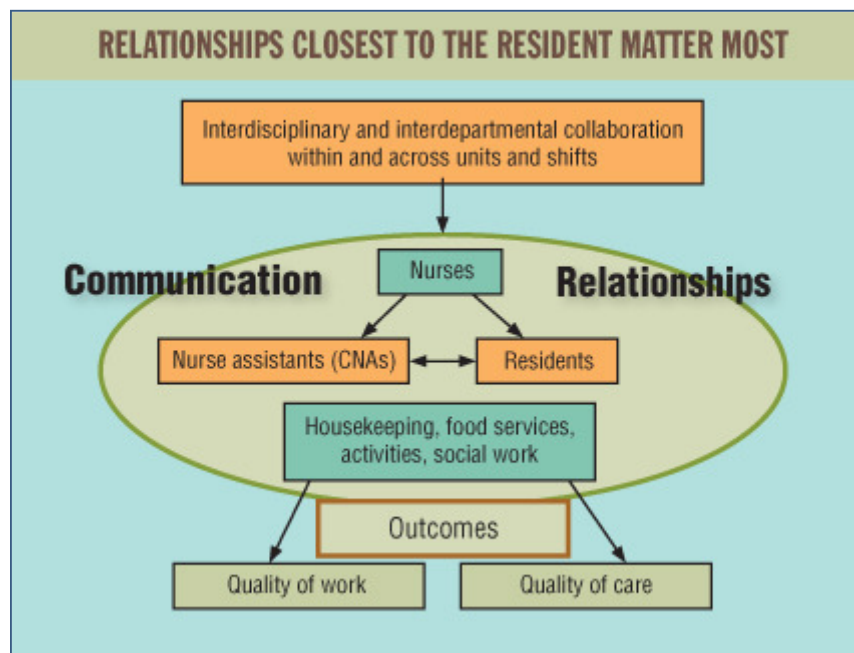 RELATIONSHIPS CLOSEST TO THE RESIDENT MATTER MOST
Interdisciplinary and interdepartmental collaboration
within and across units and shifts
Communication
Nurses
Relationships
Nurse assistants (CNAs)
Residents
Housekeeping, food services,
activities, social work
Outcomes
Quality of work
Quality of care